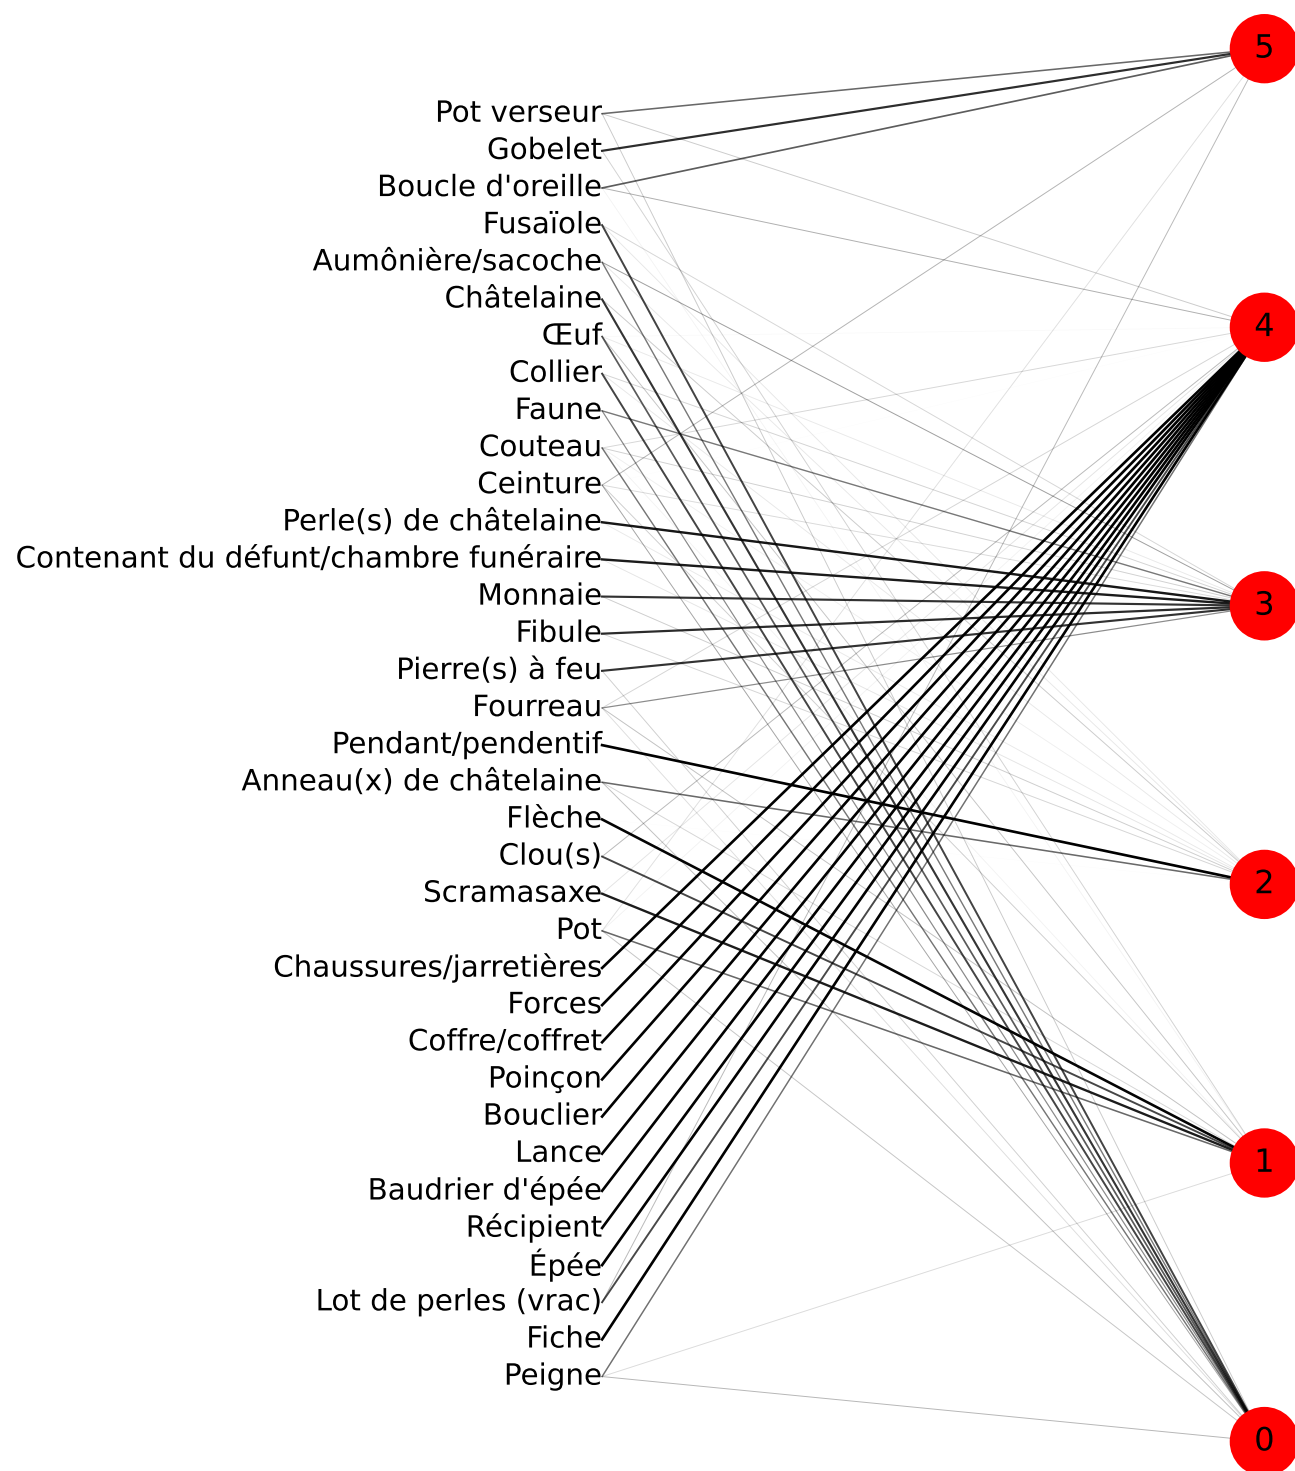 5
Pot verseur
Gobelet
Boucle d'oreille
Fusaïole
Aumônière/sacoche
Châtelaine
4
Œuf
Collier
Faune
Couteau
Ceinture
Perle(s) de châtelaine
Contenant du défunt/chambre funéraire
Monnaie
3
Fibule
Pierre(s) à feu
Fourreau
Pendant/pendentif
Anneau(x) de châtelaine
Flèche
Clou(s)
2
Scramasaxe
Pot
Chaussures/jarretières
Forces
Coffre/coffret
Poinçon
Bouclier
Lance
1
Baudrier d'épée
Récipient
Épée
Lot de perles (vrac)
Fiche
Peigne
0